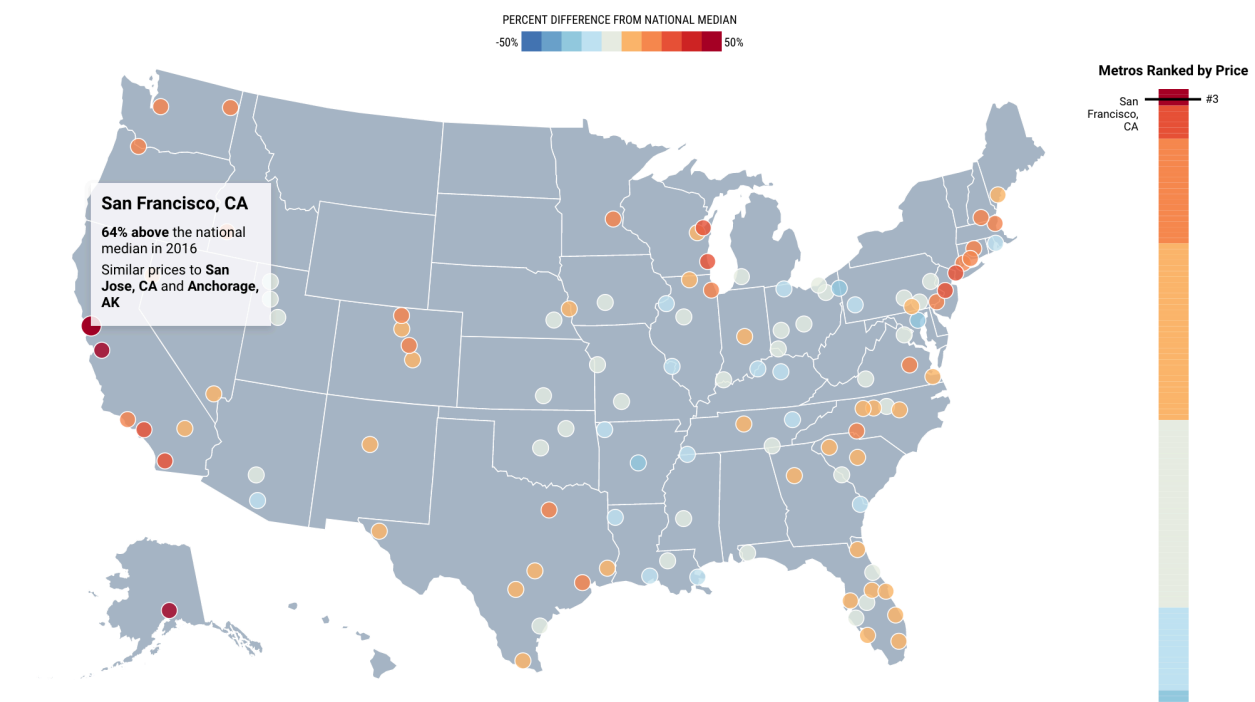 PERCENT DIFFERENCE FROM NATIONAL MEDIAN
-50% 50%
Metros Ranked by Price
San
Francisco,
CA
#3
San Francisco, CA
64% above the national
median in 2016
Similar prices to San
Jose, CA and Anchorage,
AK